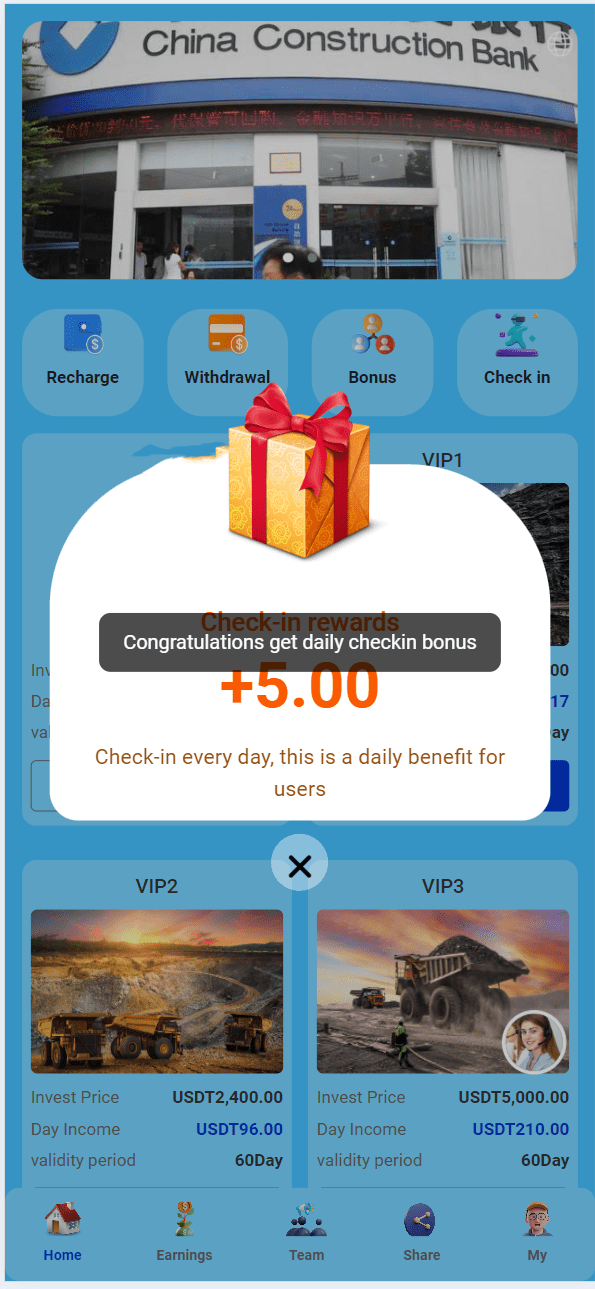 China Construction Bank
Recharge
Withdrawal
Bonus
Check in
VIP1
Check-in rewards
Congratulations get daily checkin bonus
+5.00
Check-in every day, this is a daily benefit for
users
Inv
00
Da
17
va
ay
VIP2
VIP3
Invest Price USDT2,400.00
Invest Price USDT5,000.00
Day Income USDT96.00
Day Income USDT210.00
validity period 60Day
validity period 60Day
Home
Earnings
Team
Share
My